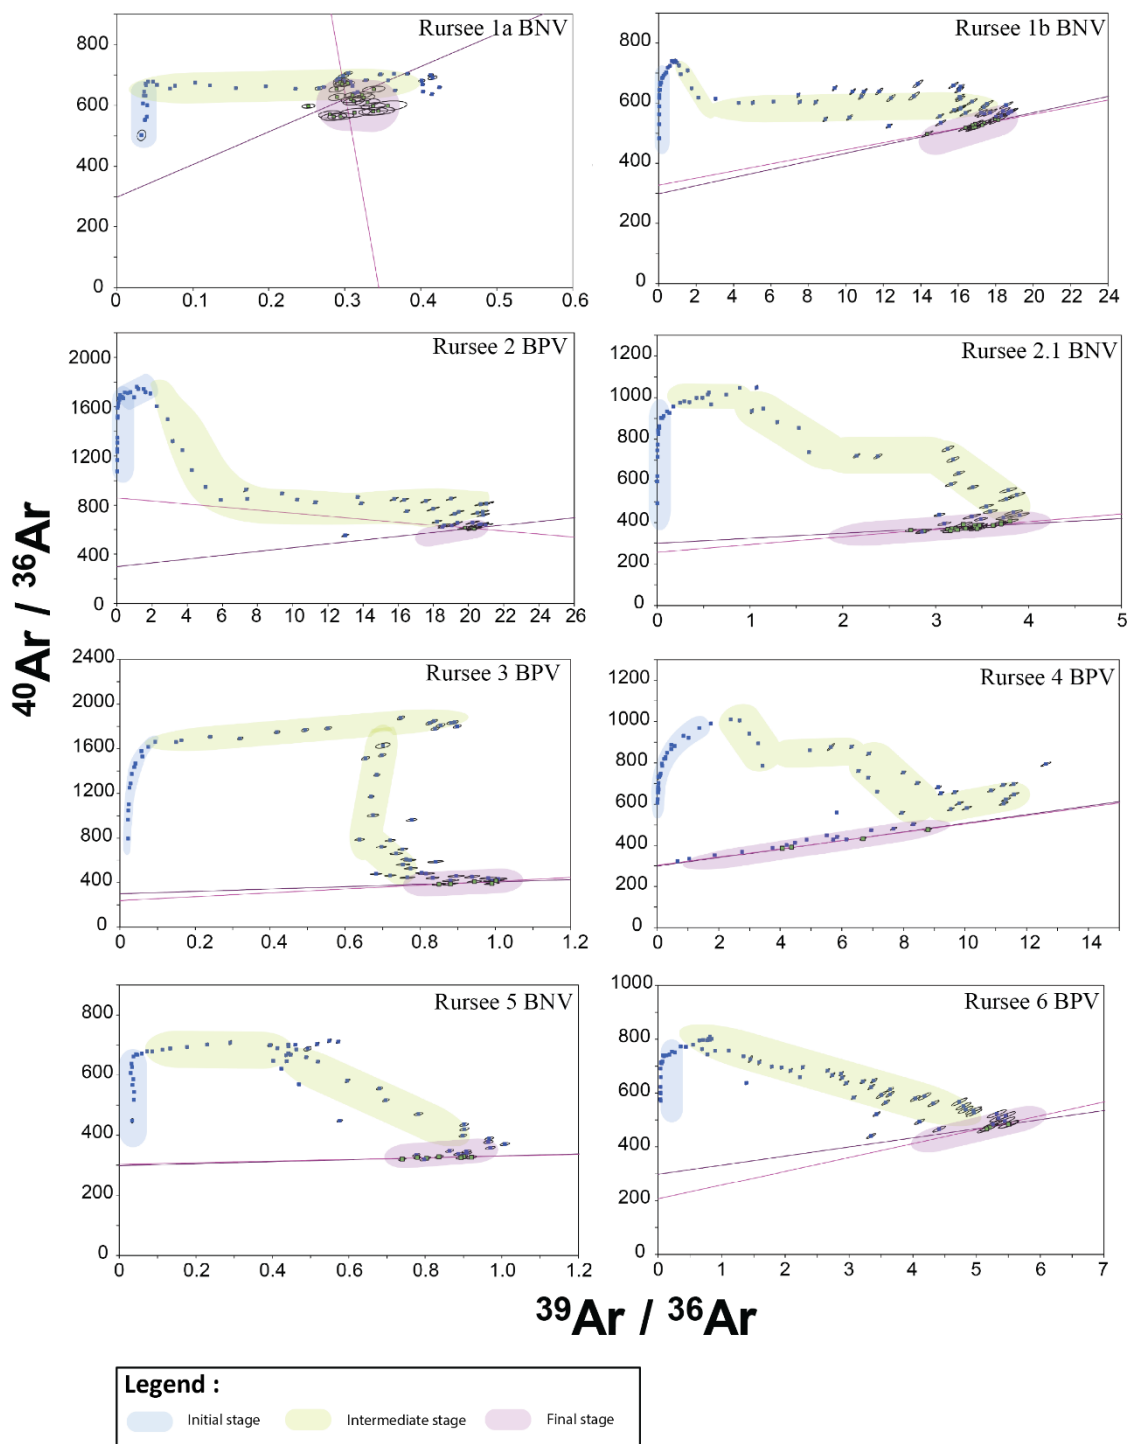 Rursee 1a BNV
800
600
400
200
0
0 0.1 0.2 0.3 0.4 0.5 0.6
Rursee 1b BNV
800
600
400
200
0
0 2 4 6 8 10 12 14 16 18 20 22 24
Rursee 2 BPV
2000
1600
1200
800
400
0
0 2 4 6 8 10 12 14 16 18 20 22 24 26
Rursee 2.1 BNV
1200
1000
800
600
400
200
0
0 1 2 3 4 5
40Ar / 36Ar
Rursee 3 BPV
2400
2000
1600
1200
800
400
0
0 0.2 0.4 0.6 0.8 1.0 1.2
Rursee 4 BPV
1200
1000
800
600
400
200
0
0 2 4 6 8 10 12 14
Rursee 5 BNV
800
600
400
200
0
0 0.2 0.4 0.6 0.8 1.0 1.2
Rursee 6 BPV
1000
800
600
400
200
0
0 1 2 3 4 5 6 7
39Ar / 36Ar
Legend :
Initial stage
Intermediate stage
Final stage